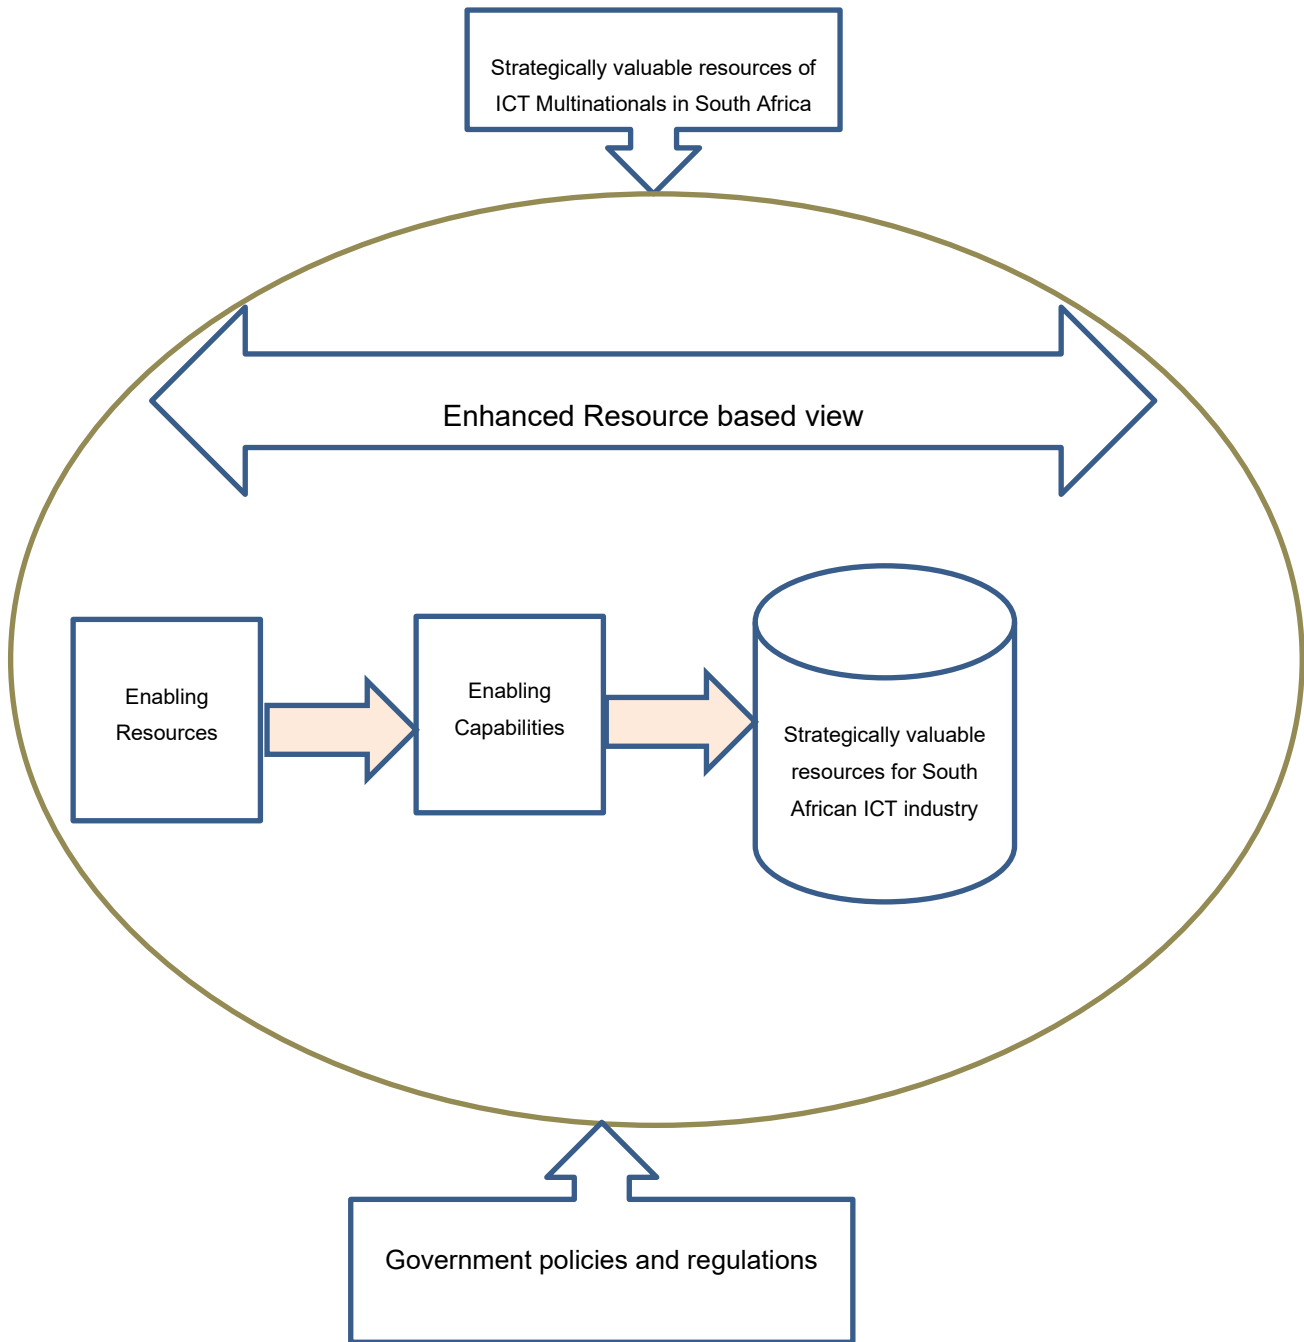 Strategically valuable resources of
ICT Multinationals in South Africa
Enhanced Resource based view
Enabling
Resources
Enabling
Capabilities
Strategically valuable
resources for South
African ICT industry
Government policies and regulations